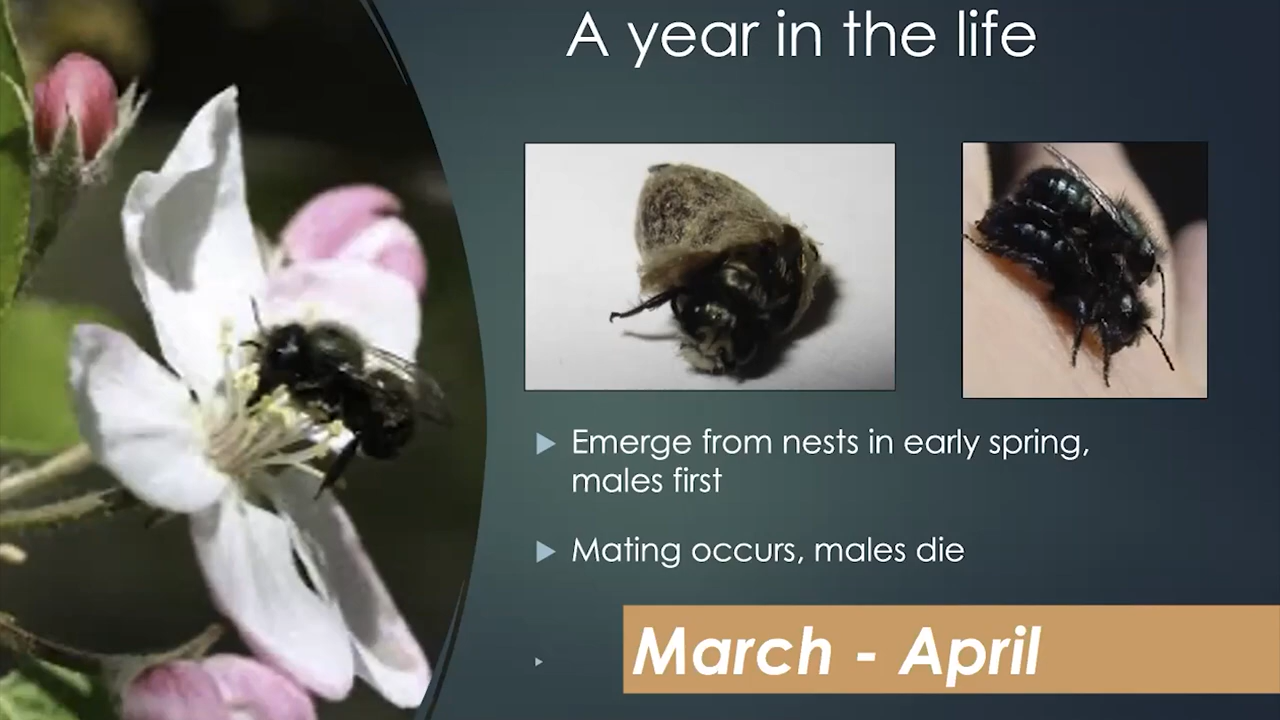 A year in the life
Emerge from nests in early spring,
males first
Mating occurs, males die
March - April